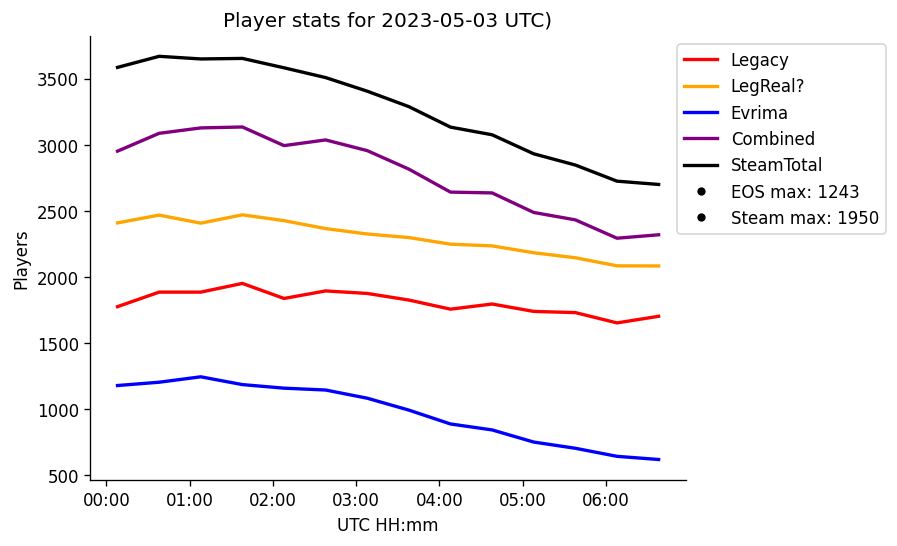 Player stats for 2023-05-03 UTC)
Legacy
LegReal?
Evrima
Combined
SteamTotal
EOS max: 1243
Steam max: 1950
Players
3500
3000
2500
2000
1500
1000
500
00:00 01:00 02:00 03:00 04:00 05:00 06:00
UTC HH:mm